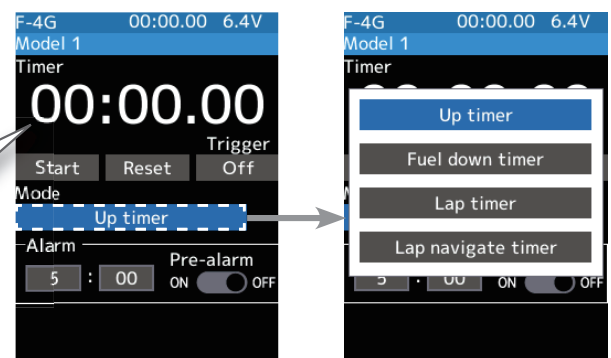 F-4G 00:00.00 6.4V
Model 1
Timer
00:00.00
Trigger
Start Reset Off
Mode
Up timer
Alarm
Pre-alarm
5 : 00 ON OFF
F-4G 00:00.00 6.4V
Model 1
Timer
Up timer
Fuel down timer
Lap timer
Lap navigate timer
ON OFF